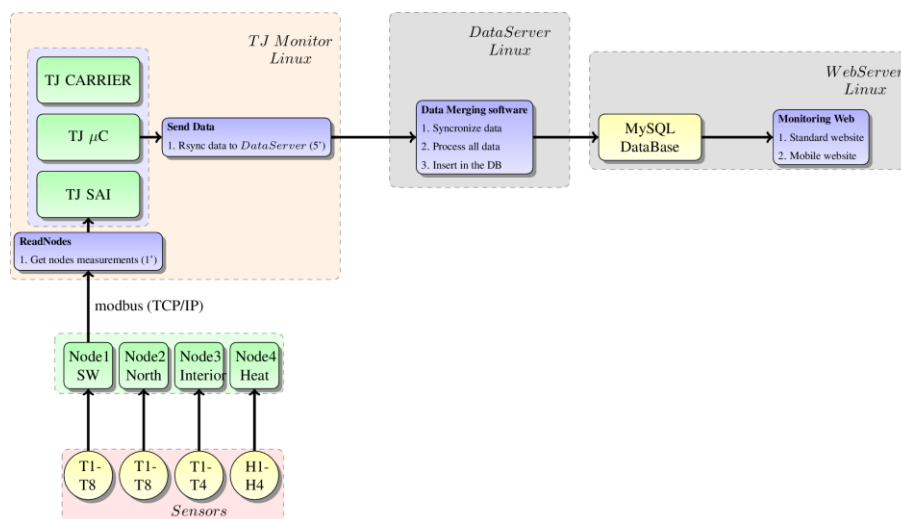 TJ Monitor
Linux
TJ CARRIER
TJ μC
TJ SAI
Send Data
1. Rsync data to DataServer (5')
ReadNodes
1. Get nodes measurements (1')
DataServer
Linux
Data Merging software
1. Syncronize data
2. Process all data
3. Insert in the DB
WebServer
Linux
MySQL
DataBase
Monitoring Web
1. Standard website
2. Mobile website
modbus (TCP/IP)
Node1
SW
Node2
North
Node3
Interior
Node4
Heat
T1-
T8
T1-
T8
T1-
T4
H1-
H4
Sensors